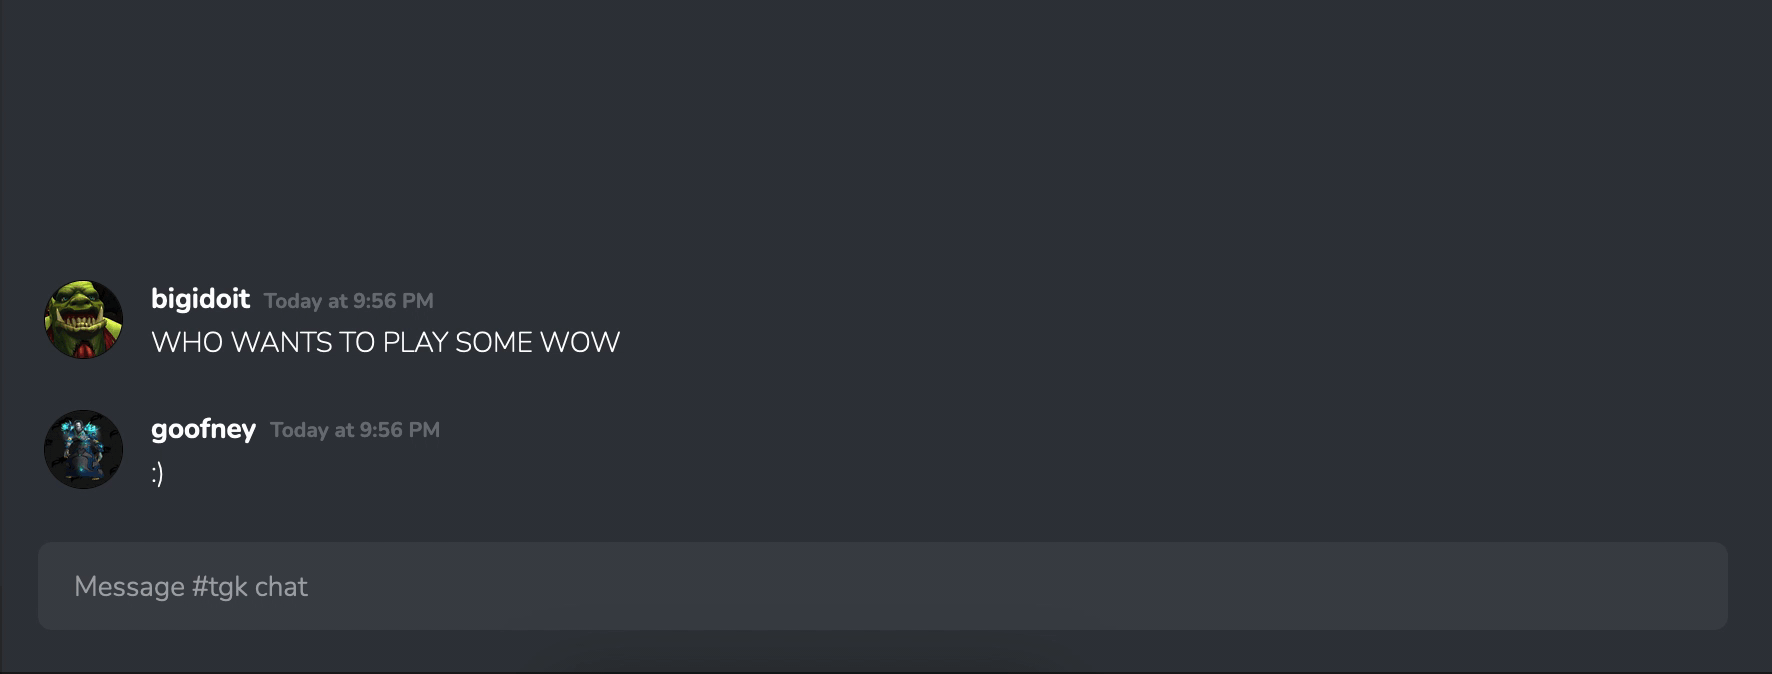 bigidoit Today at 9:56 PM
WHO WANTS TO PLAY SOME WOW
goofney Today at 9:56 PM
:)
Message #tgk chat